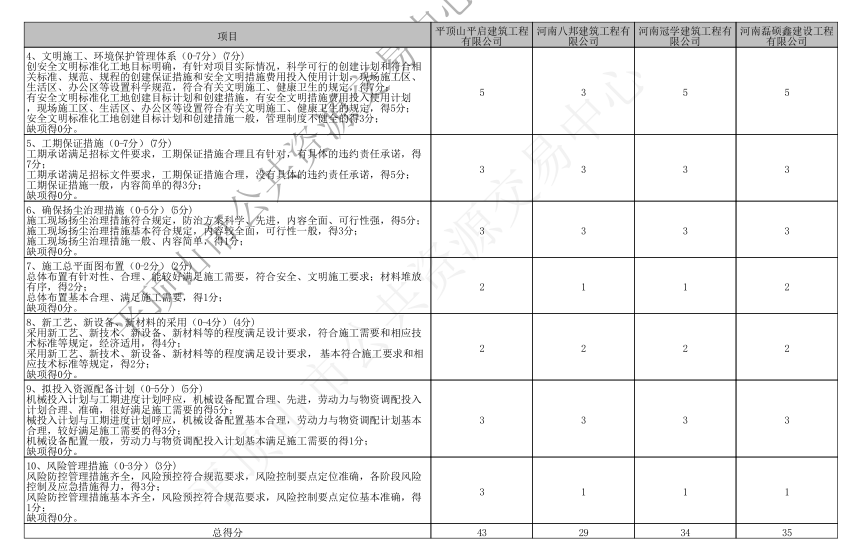 项目
平顶山平启建筑工程
有限公司
河南八邦建筑工程有
限公司
河南冠学建筑工程有
限公司
河南磊硕鑫建设工程
有限公司
4、文明施工、环境保护管理体系（0-7分）(7分)
创安全文明标准化工地目标明确，有针对项目实际情况，科学可行的创建计划和符合相
关标准、规范、规程的创建保证措施和安全文明措施费用投入使用计划，现场施工区、
生活区、办公区等设置科学规范，符合有关文明施工、健康卫生的规定，得7分；
有安全文明标准化工地创建目标计划和创建措施，有安全文明措施费用投入使用计划
，现场施工区、生活区、办公区等设置符合有关文明施工、健康卫生的规定，得5分；
安全文明标准化工地创建目标计划和创建措施一般，管理制度不健全的得3分；
缺项得0分。
5
3
5
5
5、工期保证措施（0-7分）(7分)
工期承诺满足招标文件要求，工期保证措施合理且有针对，有具体的违约责任承诺，得
7分；
工期承诺满足招标文件要求，工期保证措施合理，没有具体的违约责任承诺，得5分；
工期保证措施一般，内容简单的得3分；
缺项得0分。
3
3
3
3
6、确保扬尘治理措施（0-5分）(5分)
施工现场扬尘治理措施符合规定，防治方案科学、先进，内容全面、可行性强，得5分；
施工现场扬尘治理措施基本符合规定，内容较全面，可行性一般，得3分；
施工现场扬尘治理措施一般、内容简单，得1分；
缺项得0分。
3
3
3
3
7、施工总平面图布置（0-2分）(2分)
总体布置有针对性、合理、能较好满足施工需要，符合安全、文明施工要求；材料堆放
有序，得2分；
总体布置基本合理、满足施工需要，得1分；
缺项得0分。
2
1
1
2
8、新工艺、新设备、新材料的采用（0-4分）(4分)
采用新工艺、新技术、新设备、新材料等的程度满足设计要求，符合施工需要和相应技
术标准等规定，经济适用，得4分；
采用新工艺、新技术、新设备、新材料等的程度满足设计要求， 基本符合施工要求和相
应技术标准等规定，得2分；
缺项得0分。
2
2
2
2
9、拟投入资源配备计划（0-5分）(5分)
机械投入计划与工期进度计划呼应，机械设备配置合理、先进，劳动力与物资调配投入
计划合理、准确，很好满足施工需要的得5分；
械投入计划与工期进度计划呼应，机械设备配置基本合理，劳动力与物资调配计划基本
合理，较好满足施工需要的得3分；
机械设备配置一般，劳动力与物资调配投入计划基本满足施工需要的得1分；
缺项得0分。
3
3
3
3
10、风险管理措施（0-3分）(3分)
风险防控管理措施齐全，风险预控符合规范要求，风险控制要点定位准确，各阶段风险
控制及应急措施得力，得3分；
风险防控管理措施基本齐全，风险预控符合规范要求，风险控制要点定位基本准确，得
1分；
缺项得0分。
3
1
1
1
总得分
43
29
34
35
平顶山市公共资源交易中心
平顶山市公共资源交易中心